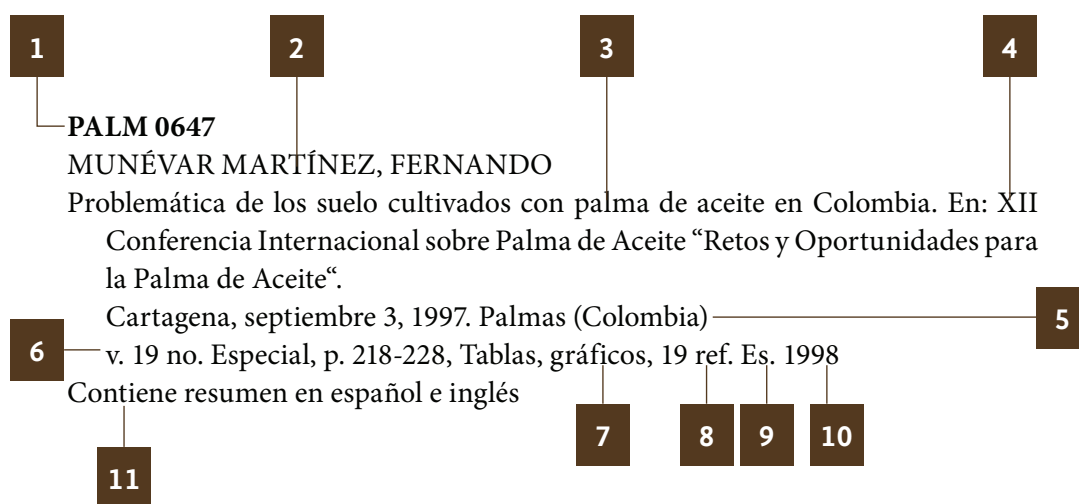 1 2 3 4
PALM 0647
MUNÉVAR MARTÍNEZ, FERNANDO
Problemática de los suelo cultivados con palma de aceite en Colombia. En: XII
Conferencia Internacional sobre Palma de Aceite “Retos y Oportunidades para
la Palma de Aceite“.
Cartagena, septiembre 3, 1997. Palmas (Colombia) 5
6 v. 19 no. Especial, p. 218-228, Tablas, gráficos, 19 ref. Es. 1998
Contiene resumen en español e inglés
7 8 9 10
11